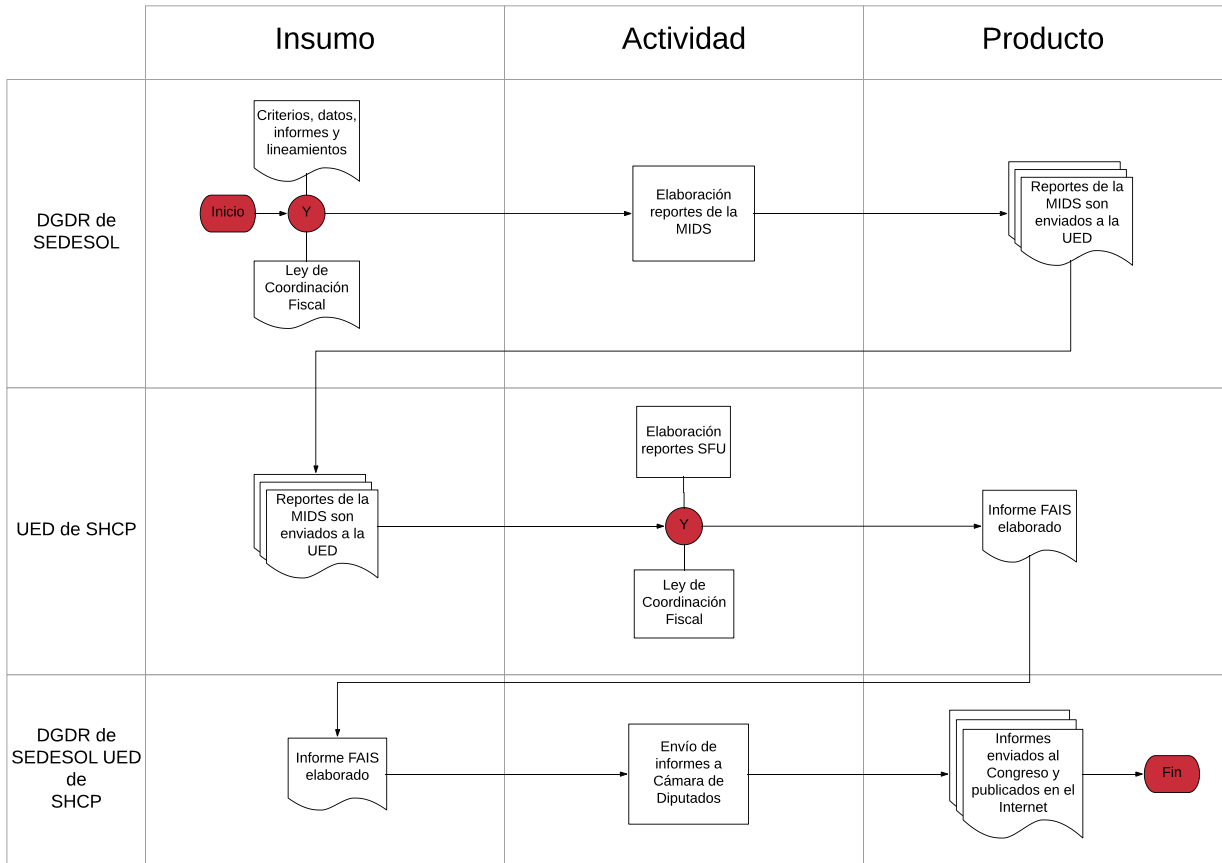 Insumo
Actividad
Producto
DGDR de
SEDESOL
Criterios, datos,
informes y
lineamientos
Inicio
Y
Ley de
Coordinación
Fiscal
Elaboración
reportes de la
MIDS
Reportes de la
MIDS son
enviados a la
UED
UED de SHCP
Reportes de la
MIDS son
enviados a la
UED
Elaboración
reportes SFU
Y
Ley de
Coordinación
Fiscal
Informe FAIS
elaborado
DGDR de
SEDESOL UED
de
SHCP
Informe FAIS
elaborado
Envío de
informes a
Cámara de
Diputados
Informes
enviados al
Congreso y
publicados en el
Internet
Fin